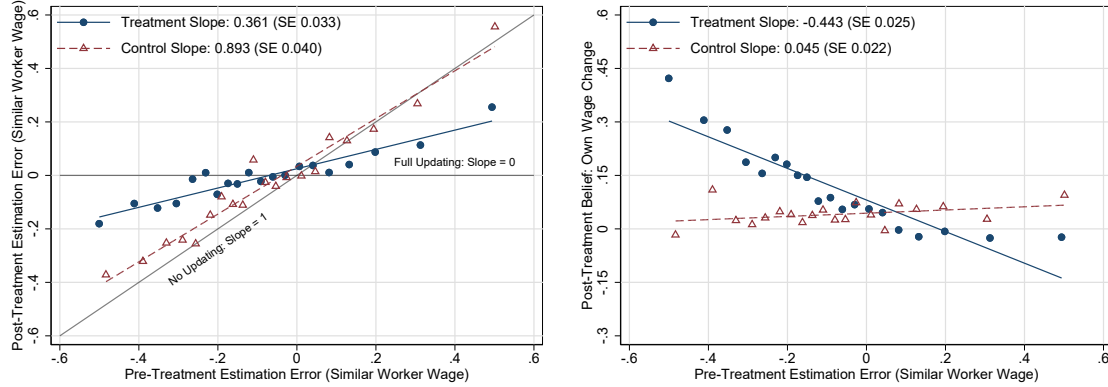 Treatment Slope: 0.361 (SE 0.033)
Control Slope: 0.893 (SE 0.040)
Full Updating: Slope = 0
No Updating: Slope = 1
Post-Treatment Estimation Error (Similar Worker Wage)
.6
.4
.2
0
-.2
-.4
-.6
-.6
-.4
-.2
0
.2
.4
.6
Pre-Treatment Estimation Error (Similar Worker Wage)
Treatment Slope: -0.443 (SE 0.025)
Control Slope: 0.045 (SE 0.022)
Post-Treatment Belief: Own Wage Change
.6
.45
.3
.15
0
-.15
-.3
-.6
-.4
-.2
0
.2
.4
.6
Pre-Treatment Estimation Error (Similar Worker Wage)